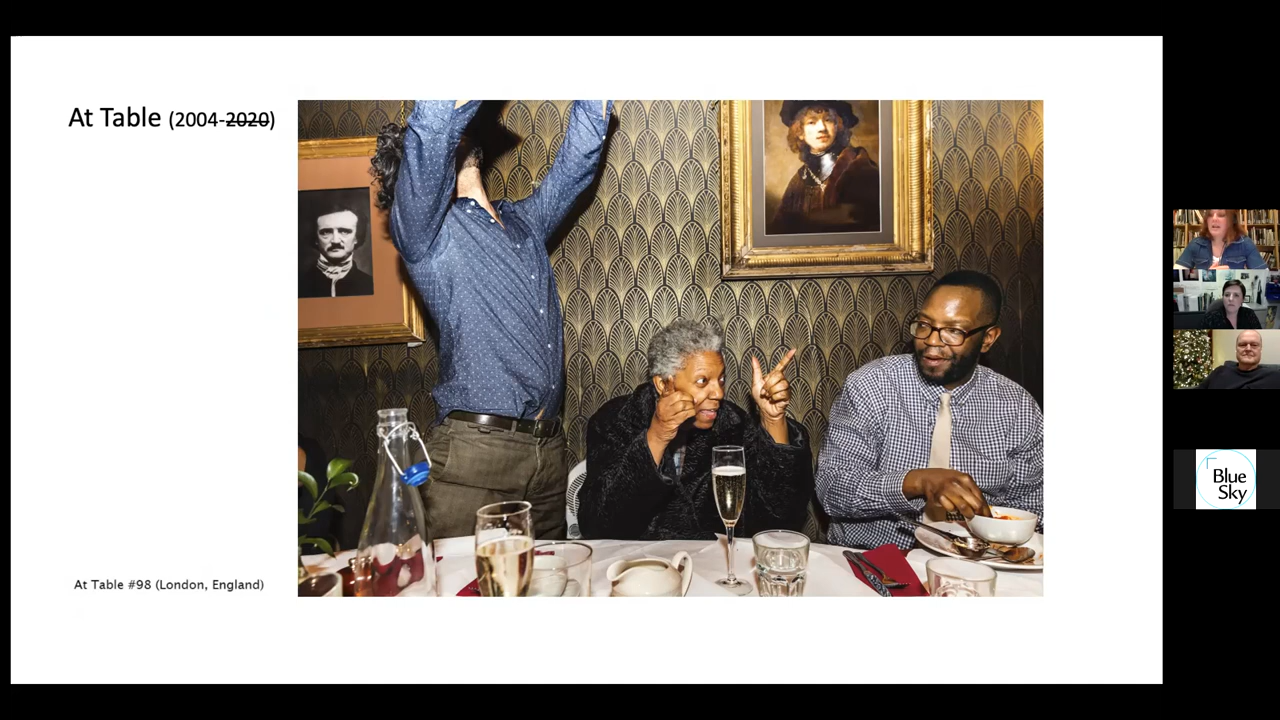 At Table (2004-2020)
At Table #98 (London, England)
Blue
Sky